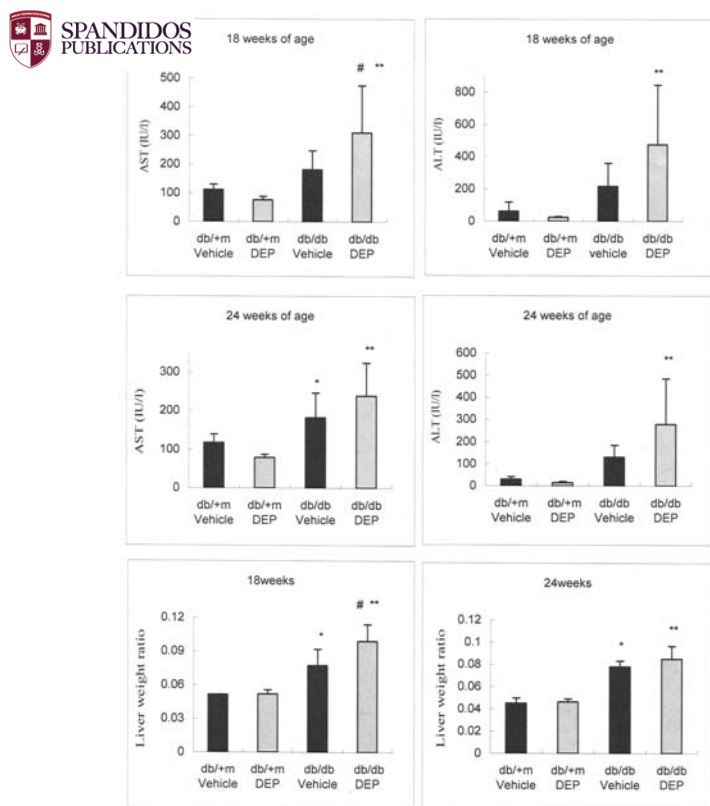 SPANDIDOS
PUBLICATIONS
18 weeks of age
AST (IU/l)
500
400
300
200
100
0
# **
db/+m db/+m db/db db/db
Vehicle DEP Vehicle DEP
18 weeks of age
ALT (IU/l)
800
600
400
200
0
**
db/+m db/+m db/db db/db
Vehicle DEP vehicle DEP
24 weeks of age
AST (IU/l)
300
200
100
0
* **
db/+m db/+m db/db db/db
Vehicle DEP Vehicle DEP
24 weeks of age
ALT (IU/l)
600
500
400
300
200
100
0
**
db/+m db/+m db/db db/db
Vehicle DEP Vehicle DEP
18weeks
Liver weight ratio
0.12
0.09
0.06
0.03
0
* # **
db/+m db/+m db/db db/db
Vehicle DEP Vehicle DEP
24weeks
Liver weight ratio
0.12
0.1
0.08
0.06
0.04
0.02
0
* **
db/+m db/+m db/db db/db
Vehicle DEP Vehicle DEP